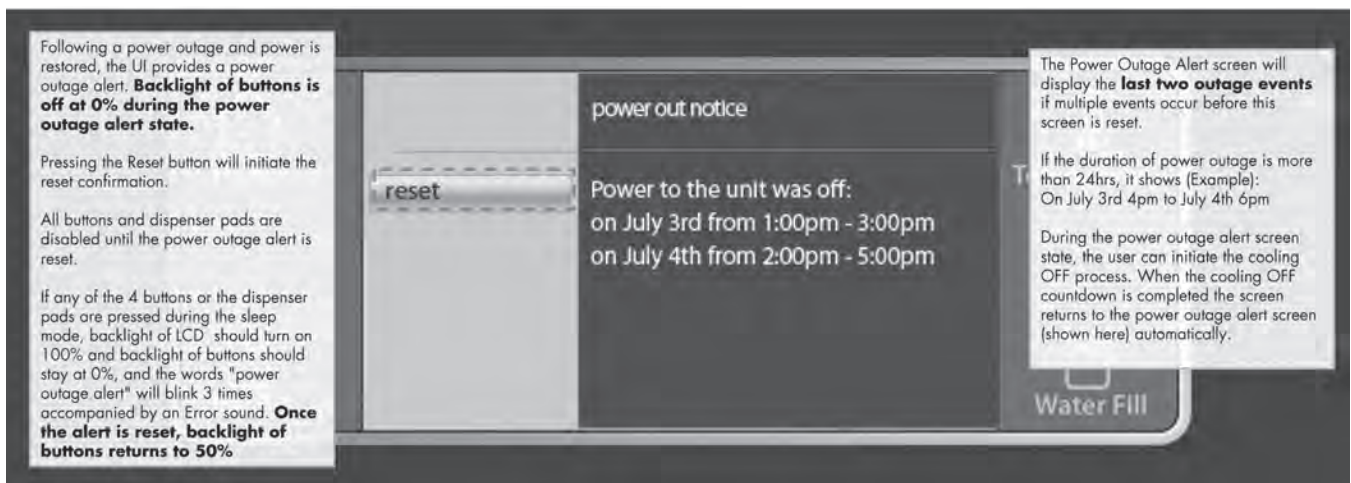 Following a power outage and power is
restored, the UI provides a power
outage alert. Backlight of buttons is
off at 0% during the power
outage alert state.
Pressing the Reset button will initiate the
reset confirmation.
All buttons and dispenser pads are
disabled until the power outage alert is
reset.
If any of the 4 buttons or the dispenser
pads are pressed during the sleep
mode, backlight of LCD should turn on
100% and backlight of buttons should
stay at 0%, and the words "power
outage alert" will blink 3 times
accompanied by an Error sound. Once
the alert is reset, backlight of
buttons returns to 50%
reset
power out notice
Power to the unit was off:
on July 3rd from 1:00pm - 3:00pm
on July 4th from 2:00pm - 5:00pm
The Power Outage Alert screen will
display the last two outage events
if multiple events occur before this
screen is reset.
If the duration of power outage is more
than 24hrs, it shows (Example):
On July 3rd 4pm to July 4th 6pm
During the power outage alert screen
state, the user can initiate the cooling
OFF process. When the cooling OFF
countdown is completed the screen
returns to the power outage alert screen
(shown here) automatically.
Water Fill